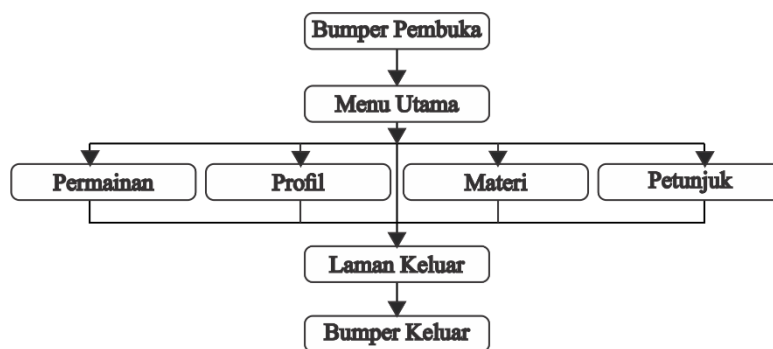 Bumper Pembuka
Menu Utama
Permainan
Profil
Materi
Petunjuk
Laman Keluar
Bumper Keluar